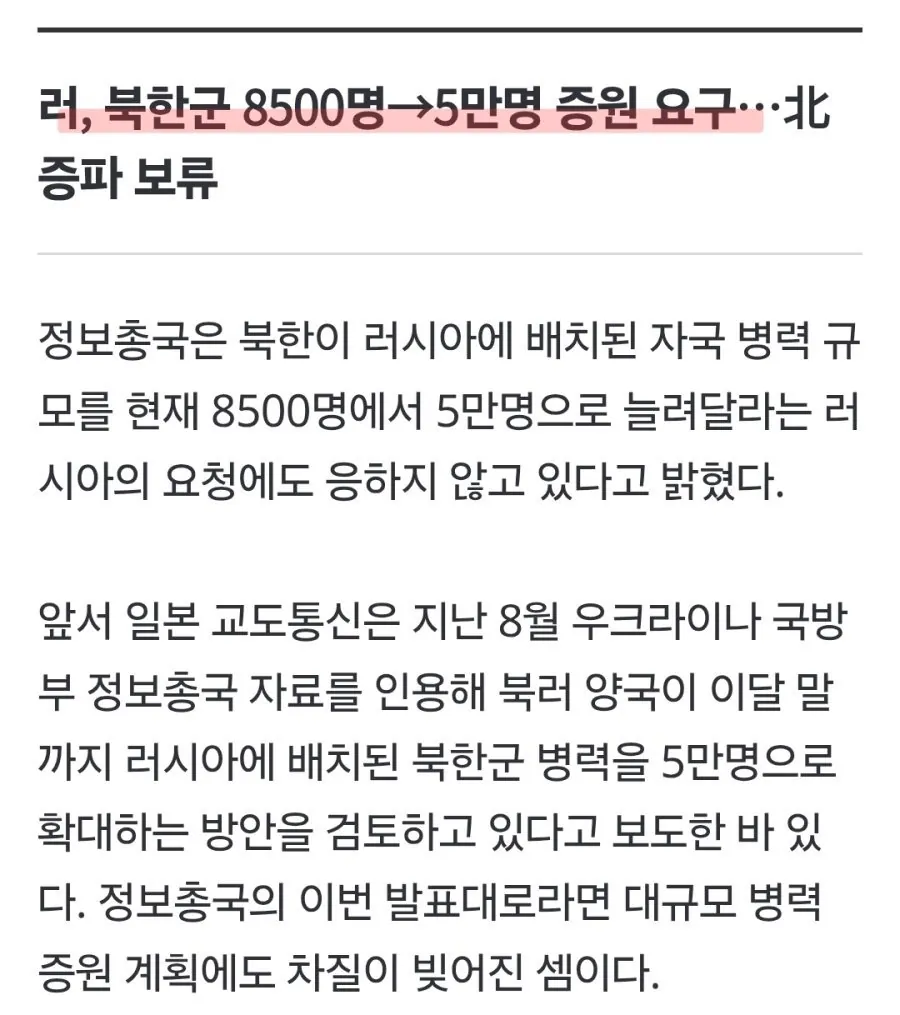 러, 북한군 8500명→5만명 증원 요구…北
증파 보류
정보총국은 북한이 러시아에 배치된 자국 병력 규
모를 현재 8500명에서 5만명으로 늘려달라는 러
시아의 요청에도 응하지 않고 있다고 밝혔다.
앞서 일본 교도통신은 지난 8월 우크라이나 국방
부 정보총국 자료를 인용해 북러 양국이 이달 말
까지 러시아에 배치된 북한군 병력을 5만명으로
확대하는 방안을 검토하고 있다고 보도한 바 있
다. 정보총국의 이번 발표대로라면 대규모 병력
증원 계획에도 차질이 빚어진 셈이다.